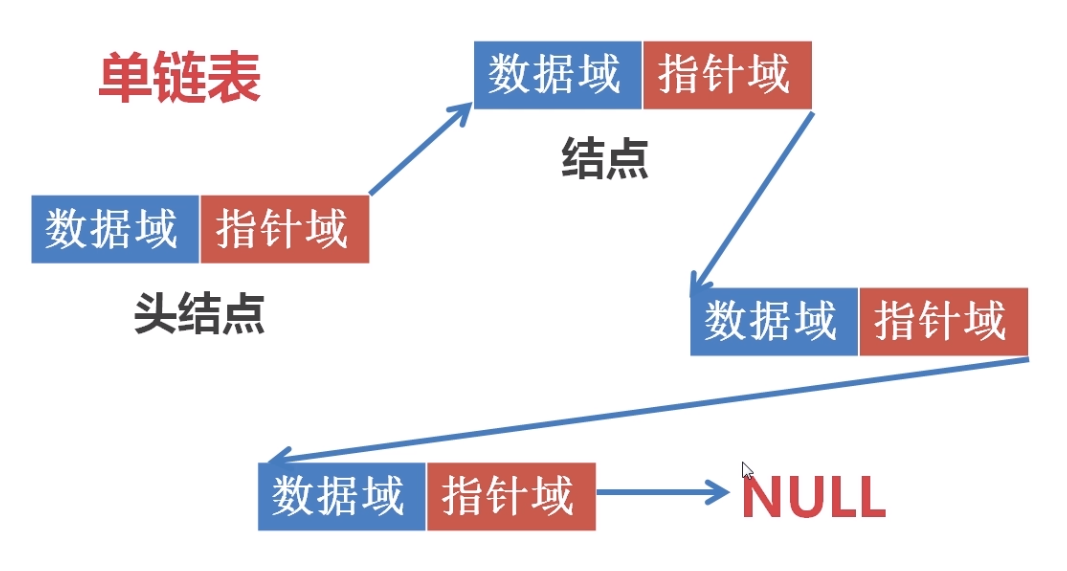 单链表
数据域 指针域
结点
数据域 指针域
头结点
数据域 指针域
数据域 指针域
NULL